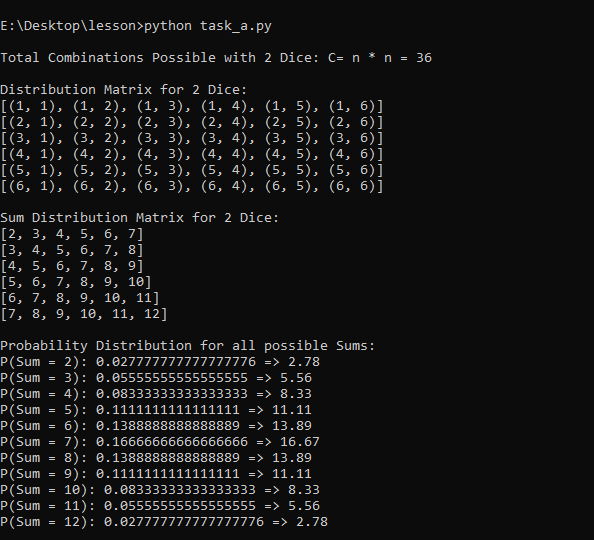 E:\Desktop\lesson>python task_a.py
Total Combinations Possible with 2 Dice: C= n * n = 36
Distribution Matrix for 2 Dice:
[(1, 1), (1, 2), (1, 3), (1, 4), (1, 5), (1, 6)]
[(2, 1), (2, 2), (2, 3), (2, 4), (2, 5), (2, 6)]
[(3, 1), (3, 2), (3, 3), (3, 4), (3, 5), (3, 6)]
[(4, 1), (4, 2), (4, 3), (4, 4), (4, 5), (4, 6)]
[(5, 1), (5, 2), (5, 3), (5, 4), (5, 5), (5, 6)]
[(6, 1), (6, 2), (6, 3), (6, 4), (6, 5), (6, 6)]
Sum Distribution Matrix for 2 Dice:
[2, 3, 4, 5, 6, 7]
[3, 4, 5, 6, 7, 8]
[4, 5, 6, 7, 8, 9]
[5, 6, 7, 8, 9, 10]
[6, 7, 8, 9, 10, 11]
[7, 8, 9, 10, 11, 12]
Probability Distribution for all possible Sums:
P(Sum = 2): 0.027777777777777776 => 2.78
P(Sum = 3): 0.05555555555555555 => 5.56
P(Sum = 4): 0.08333333333333333 => 8.33
P(Sum = 5): 0.1111111111111111 => 11.11
P(Sum = 6): 0.1388888888888889 => 13.89
P(Sum = 7): 0.16666666666666666 => 16.67
P(Sum = 8): 0.1388888888888889 => 13.89
P(Sum = 9): 0.1111111111111111 => 11.11
P(Sum = 10): 0.08333333333333333 => 8.33
P(Sum = 11): 0.05555555555555555 => 5.56
P(Sum = 12): 0.027777777777777776 => 2.78